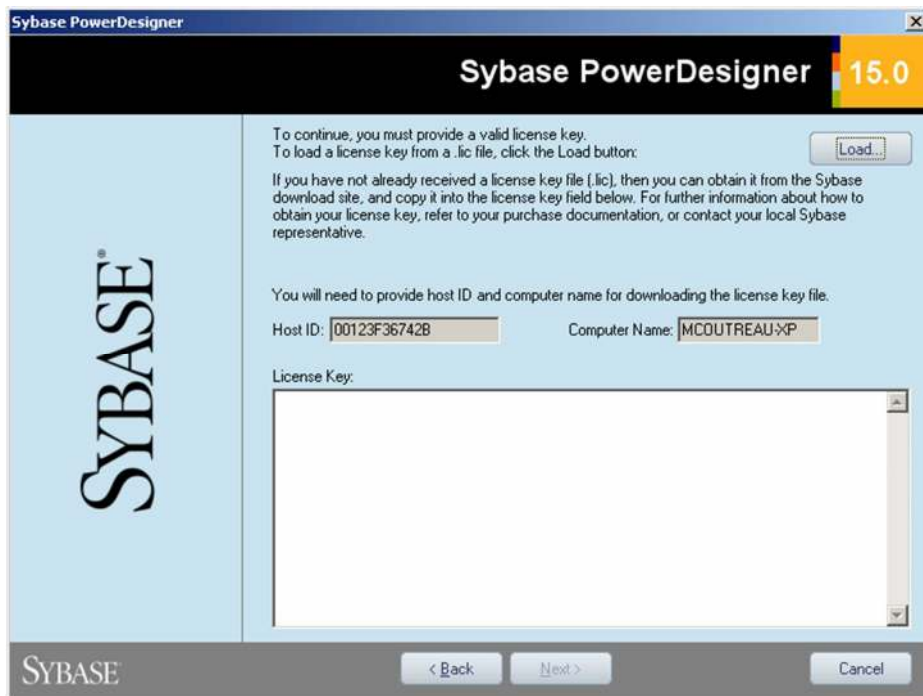 Sybase PowerDesigner
Sybase PowerDesigner 15.0
To continue, you must provide a valid license key.
To load a license key from a .lic file, click the Load button:
Load...
If you have not already received a license key file (.lic), then you can obtain it from the Sybase
download site, and copy it into the license key field below. For further information about how to
obtain your license key, refer to your purchase documentation, or contact your local Sybase
representative.
You will need to provide host ID and computer name for downloading the license key file.
Host ID: 00123F36742B Computer Name: MCOUTREAU-XP
License Key:
SYBASE®
SYBASE
< Back Next > Cancel